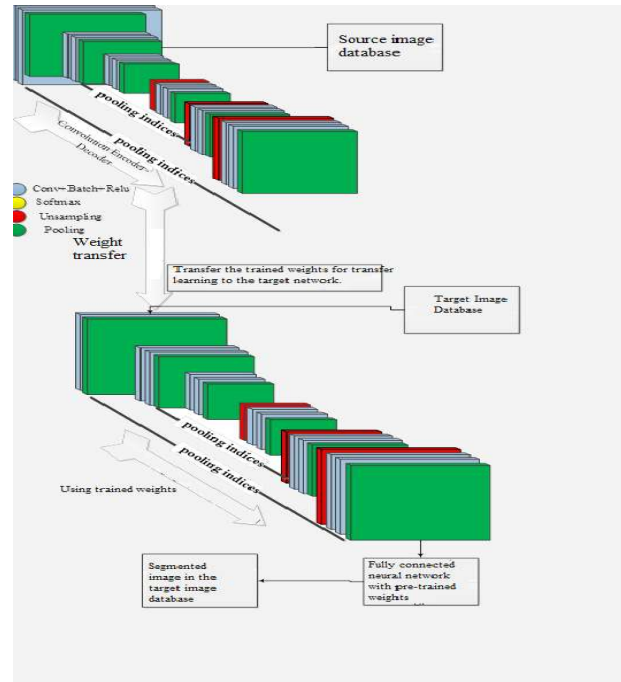 Source image
database
pooling indices
pooling indices
Convolution Encoder-
Decoder
Conv-Batch-Relu
Softmax
Unsampling
Pooling
Weight
transfer
Transfer the trained weights for transfer
learning to the target network.
Target Image
Database
pooling indices
pooling indices
Using trained weights
Segmented
image in the
target image
database
Fully connected
neural network
with pre-trained
weights